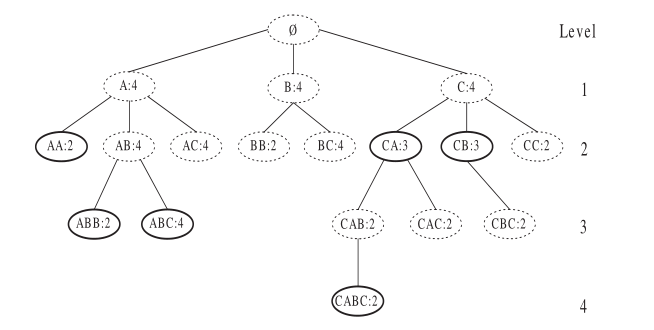 Ø Level
A:4 B:4 C:4 1
AA:2 AB:4 AC:4 BB:2 BC:4 CA:3 CB:3 CC:2 2
ABB:2 ABC:4 CAB:2 CAC:2 CBC:2 3
CABC:2 4